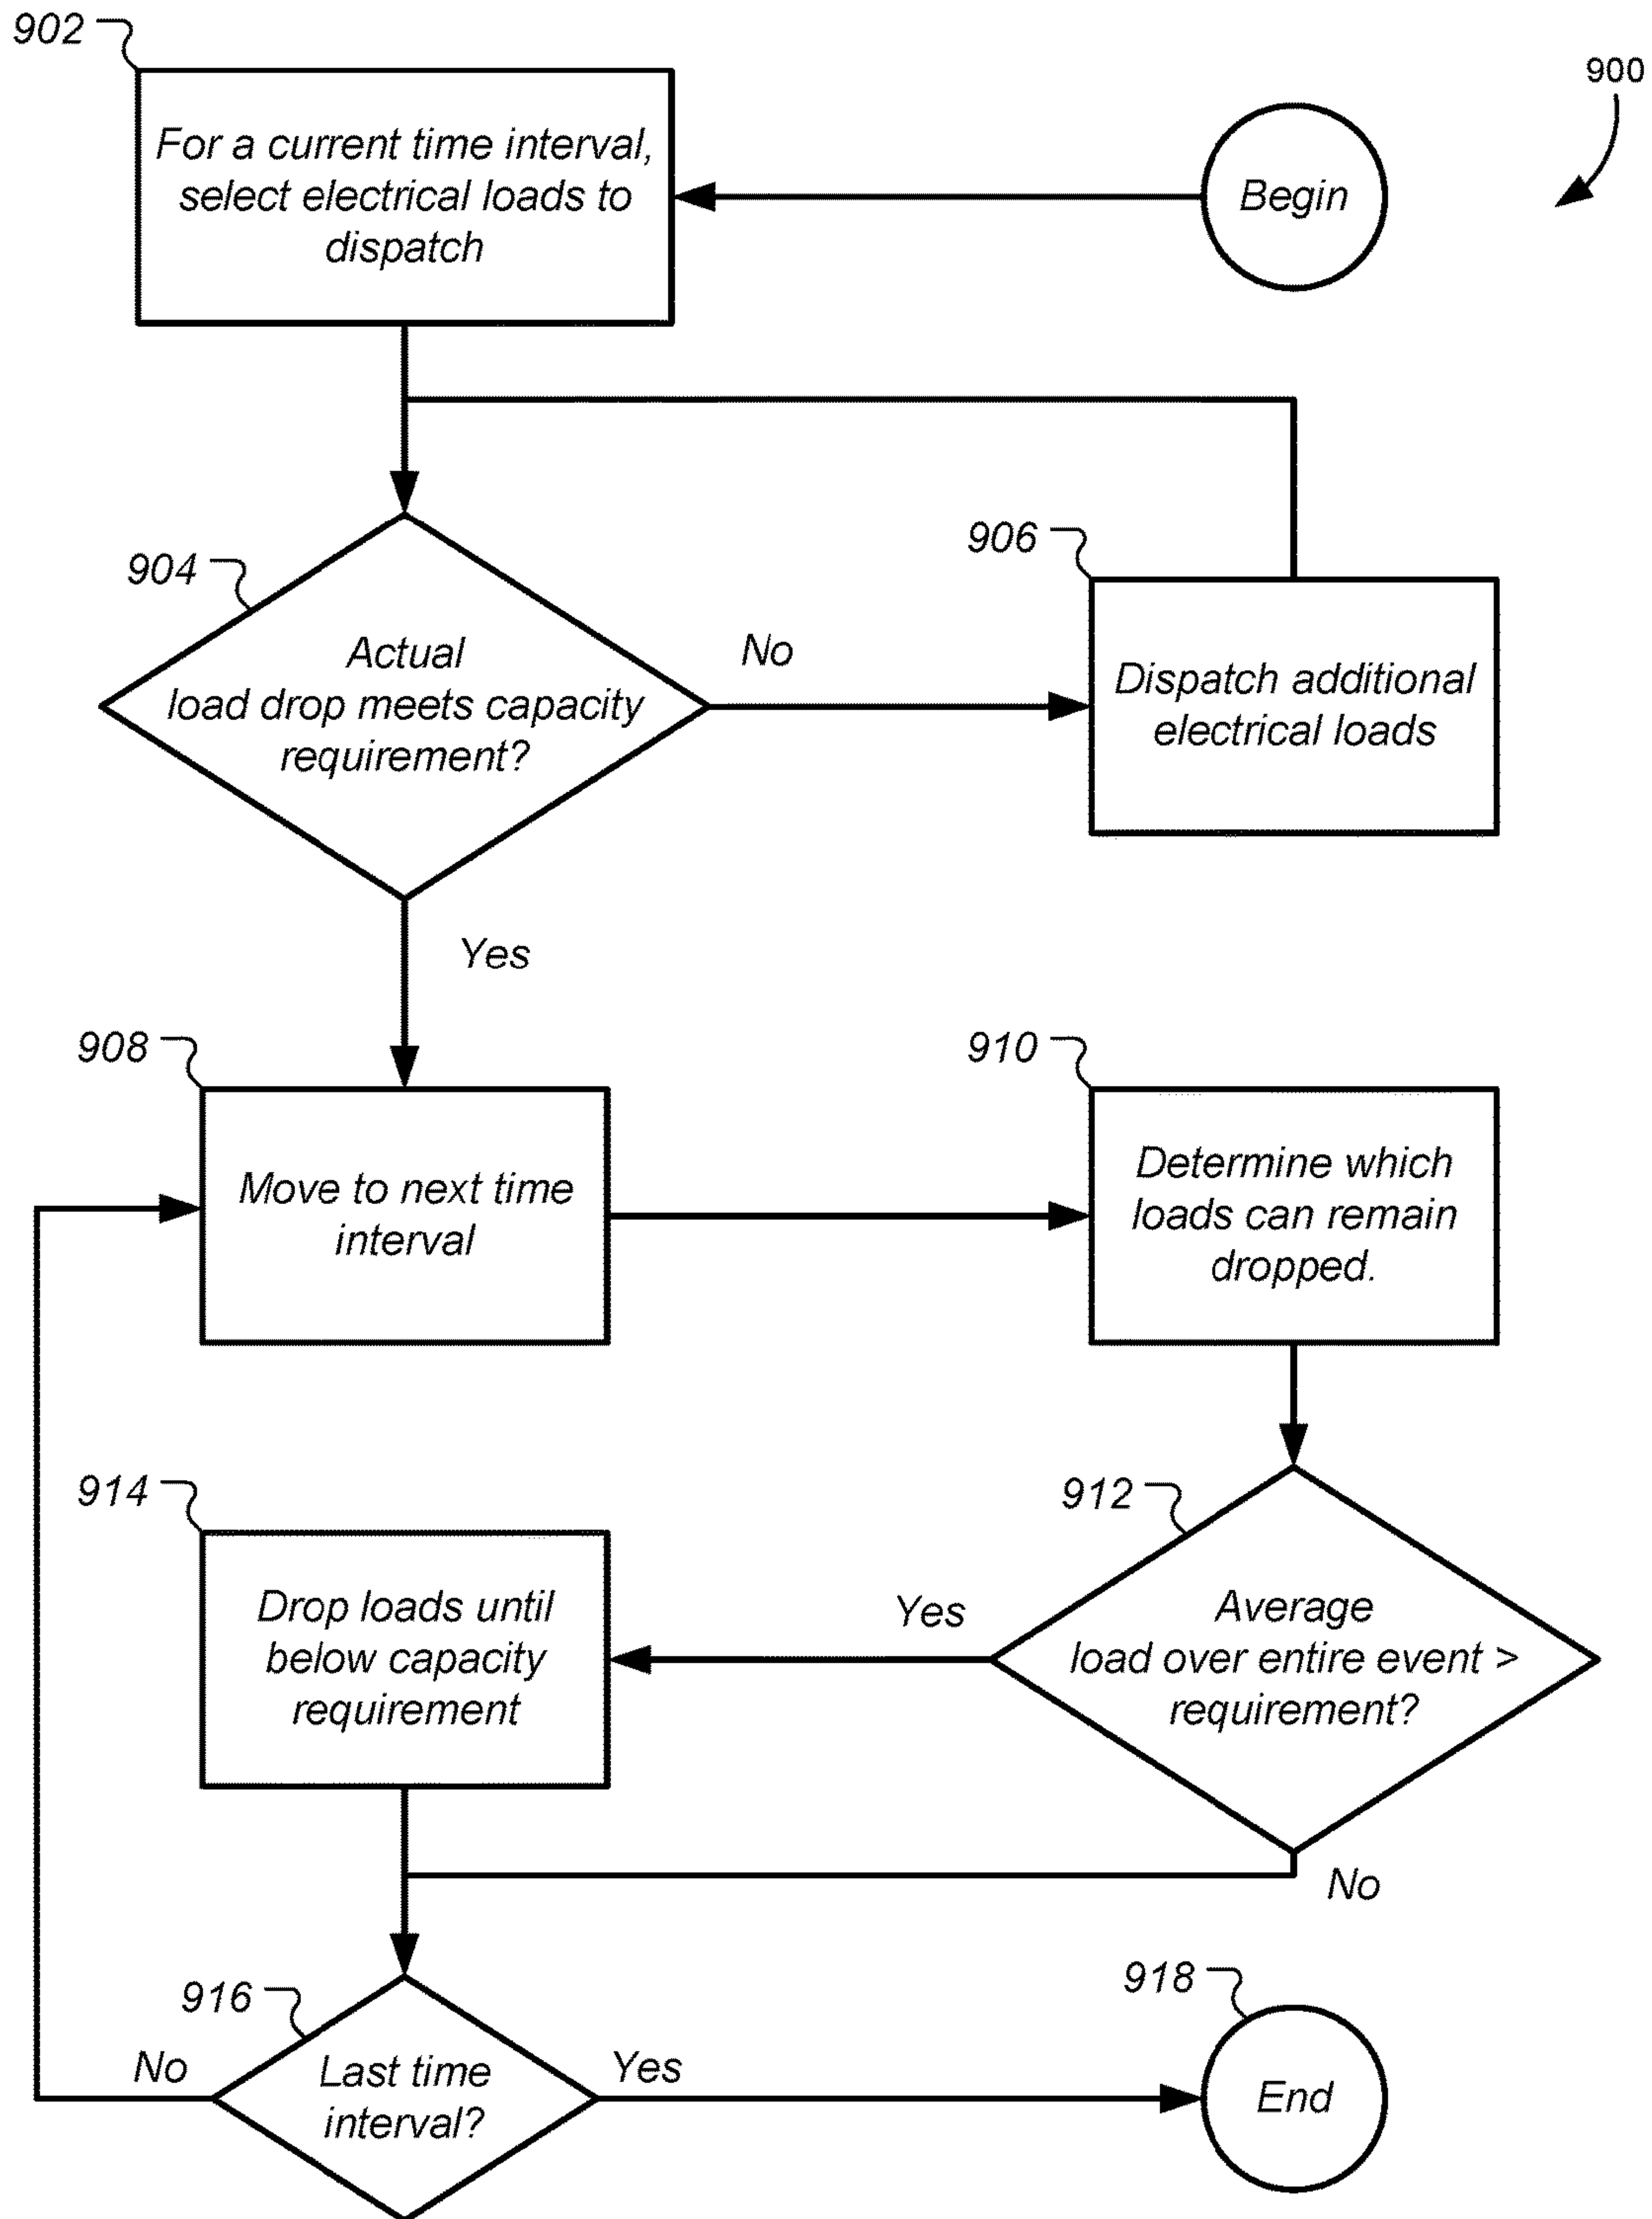 902
900
For a current time interval,
select electrical loads to
dispatch
Begin
904
906
Actual
load drop meets capacity
requirement?
No
Dispatch additional
electrical loads
Yes
908
910
Move to next time
interval
Determine which
loads can remain
dropped.
914
912
Drop loads until
below capacity
requirement
Yes
Average
load over entire event >
requirement?
No
916
918
No
Last time
interval?
Yes
End